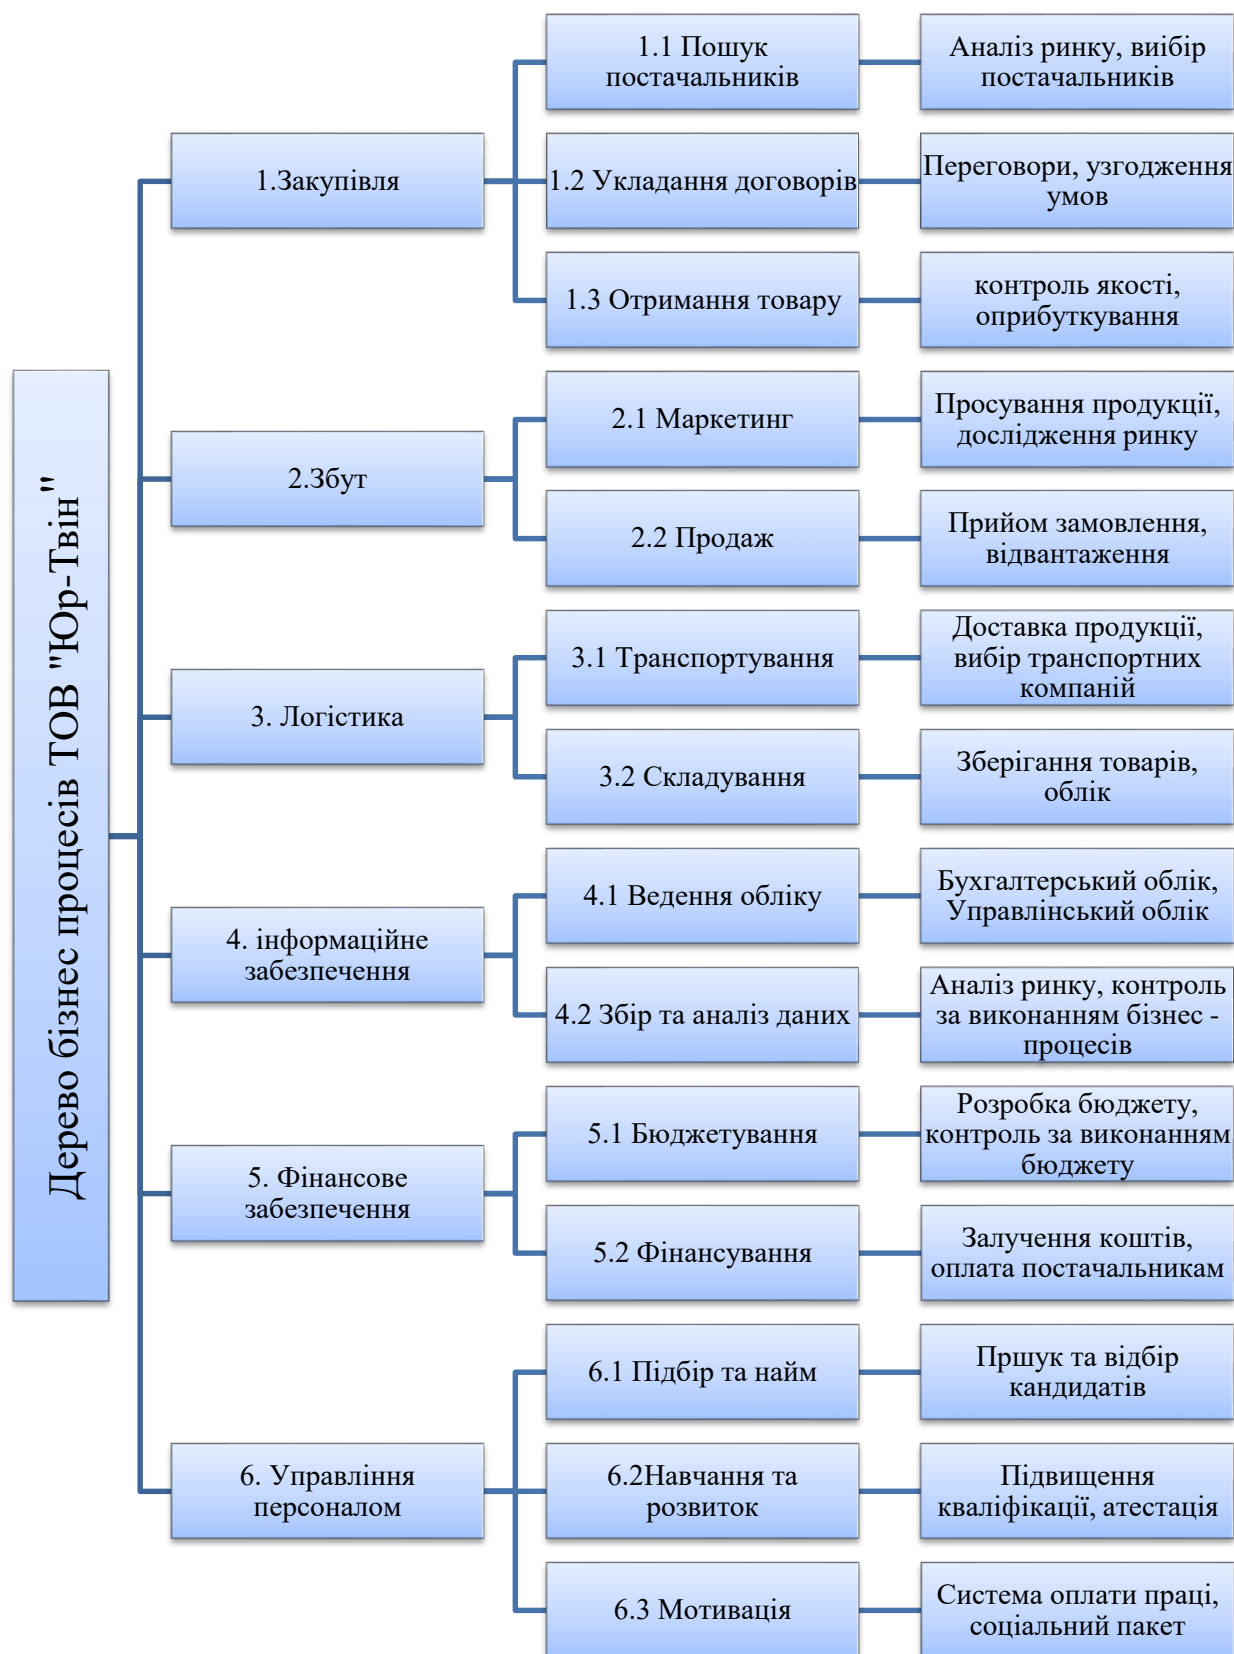 Дерево бізнес процесів ТОВ "Юр-Твін"
1.Закупівля
1.1 Пошук
постачальників
Аналіз ринку, виібір
постачальників
1.2 Укладання договорів
Переговори, узгодження
умов
1.3 Отримання товару
контроль якості,
оприбуткування
2.Збут
2.1 Маркетинг
Просування продукції,
дослідження ринку
2.2 Продаж
Прийом замовлення,
відвантаження
3. Логістика
3.1 Транспортування
Доставка продукції,
вибір транспортних
компаній
3.2 Складування
Зберігання товарів,
облік
4. інформаційне
забезпечення
4.1 Ведення обліку
Бухгалтерський облік,
Управлінський облік
4.2 Збір та аналіз даних
Аналіз ринку, контроль
за виконанням бізнес -
процесів
5. Фінансове
забезпечення
5.1 Бюджетування
Розробка бюджету,
контроль за виконанням
бюджету
5.2 Фінансування
Залучення коштів,
оплата постачальникам
6. Управління
персоналом
6.1 Підбір та найм
Пршук та відбір
кандидатів
6.2Навчання та
розвиток
Підвищення
кваліфікації, атестація
6.3 Мотивація
Система оплати праці,
соціальний пакет